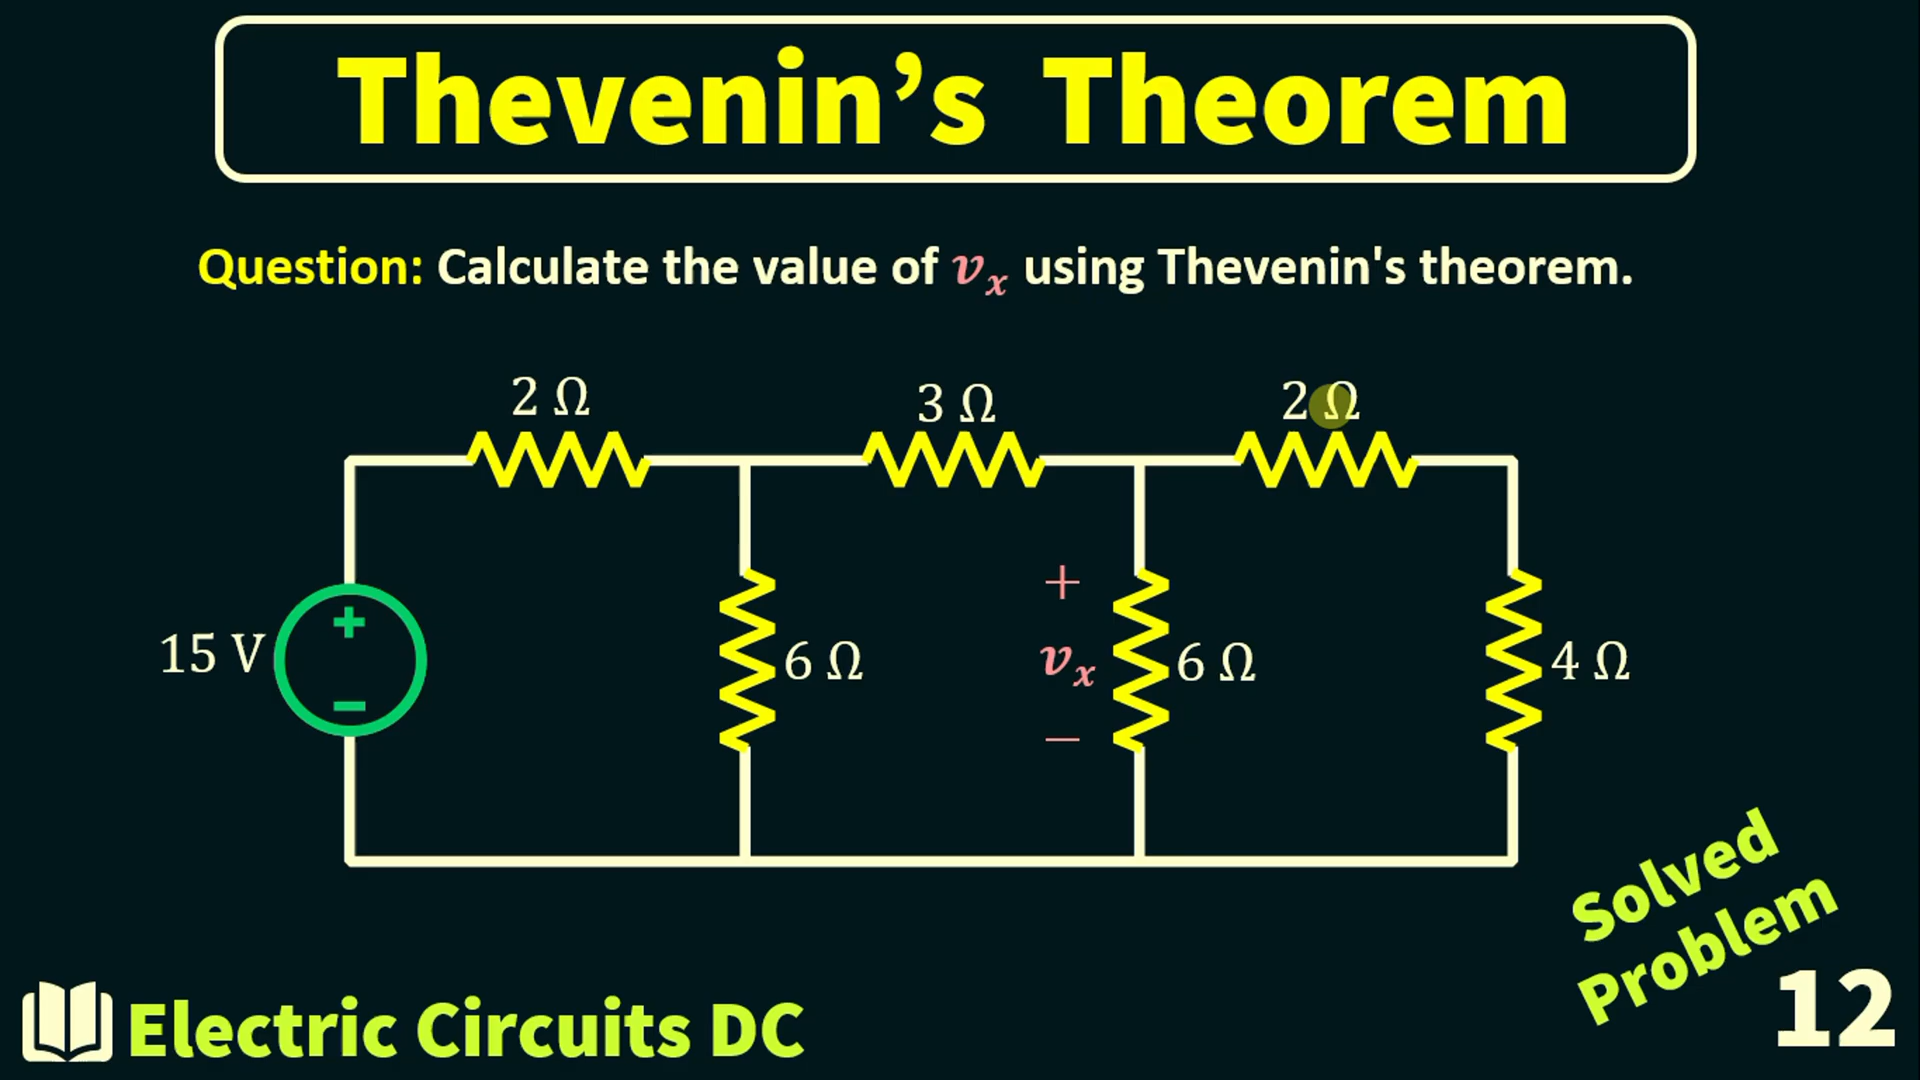 Thevenin’s Theorem
Question: Calculate the value of vₓ using Thevenin's theorem.
2 Ω
3 Ω
2 Ω
15 V
+
−
6 Ω
+
vₓ
−
6 Ω
4 Ω
Solved
Problem
12
Electric Circuits DC